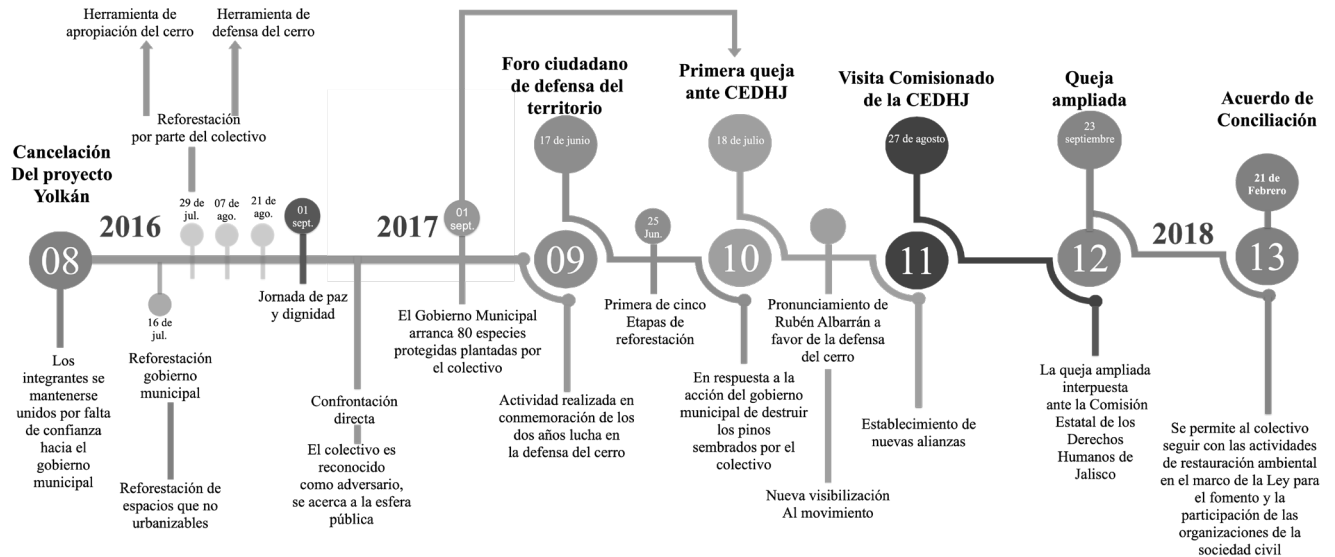 Herramienta de
apropiación del cerro
Herramienta de
defensa del cerro
Reforestación
por parte del colectivo
Cancelación
Del proyecto
Yolkán
08
Los
integrantes se
mantenerse
unidos por falta
de confianza
hacia el
gobierno
municipal
2016
16 de
jul.
Reforestación
gobierno
municipal
Reforestación de
espacios que no
urbanizables
29 de
jul.
07 de
ago.
21 de
ago.
01
sept.
Jornada de paz
y dignidad
Confrontación
directa
El colectivo es
reconocido
como adversario,
se acerca a la esfera
pública
2017
01
sept.
El Gobierno Municipal
arranca 80 especies
protegidas plantadas por
el colectivo
Foro ciudadano
de defensa del
territorio
17 de junio
09
Actividad realizada en
conmemoración de los
dos años lucha en
la defensa del cerro
25
Jun.
Primera de cinco
Etapas de
reforestación
Primera queja
ante CEDHJ
18 de julio
10
En respuesta a la
acción del gobierno
municipal de destruir
los pinos
sembrados por el
colectivo
Pronunciamiento de
Rubén Albarrán a
favor de la defensa
del cerro
Nueva visibilización
Al movimiento
Visita Comisionado
de la CEDHJ
27 de agosto
11
Establecimiento de
nuevas alianzas
Queja
ampliada
23
septiembre
12
La queja ampliada
interpuesta
ante la Comisión
Estatal de los
Derechos
Humanos de
Jalisco
2018
Acuerdo de
Conciliación
21 de
Febrero
13
Se permite al colectivo
seguir con las actividades
de restauración ambiental
en el marco de la Ley para
el fomento y la
participación de las
organizaciones de la
sociedad civil